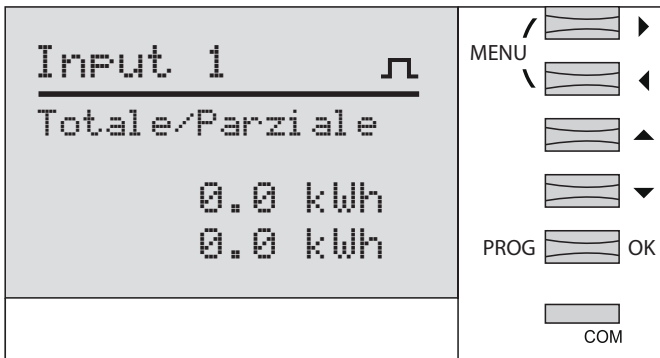 Input 1
Totale/Parziale
0.0 kWh
0.0 kWh
MENU
PROG
OK
COM